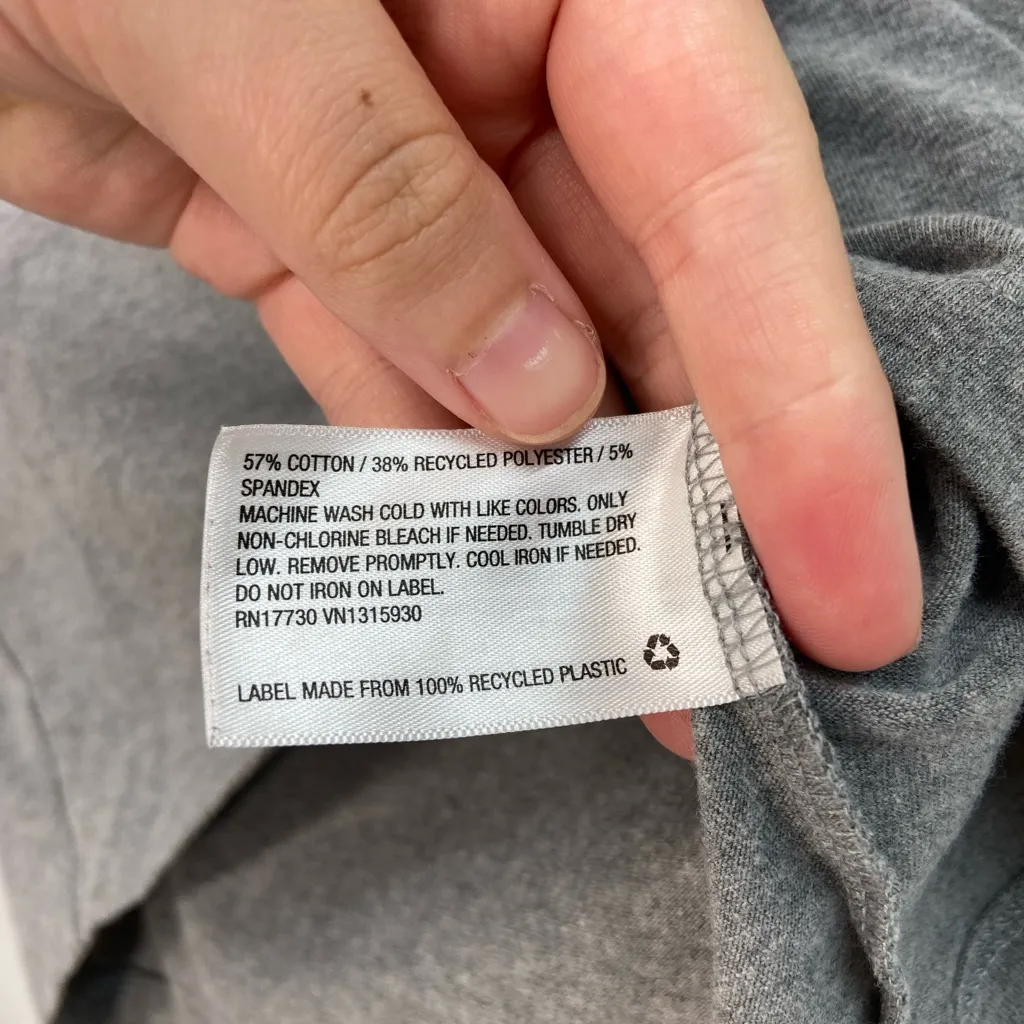 57% COTTON / 38% RECYCLED POLYESTER / 5%
SPANDEX
MACHINE WASH COLD WITH LIKE COLORS. ONLY
NON-CHLORINE BLEACH IF NEEDED. TUMBLE DRY
LOW. REMOVE PROMPTLY. COOL IRON IF NEEDED.
DO NOT IRON ON LABEL.
RN17730 VN1315930
LABEL MADE FROM 100% RECYCLED PLASTIC